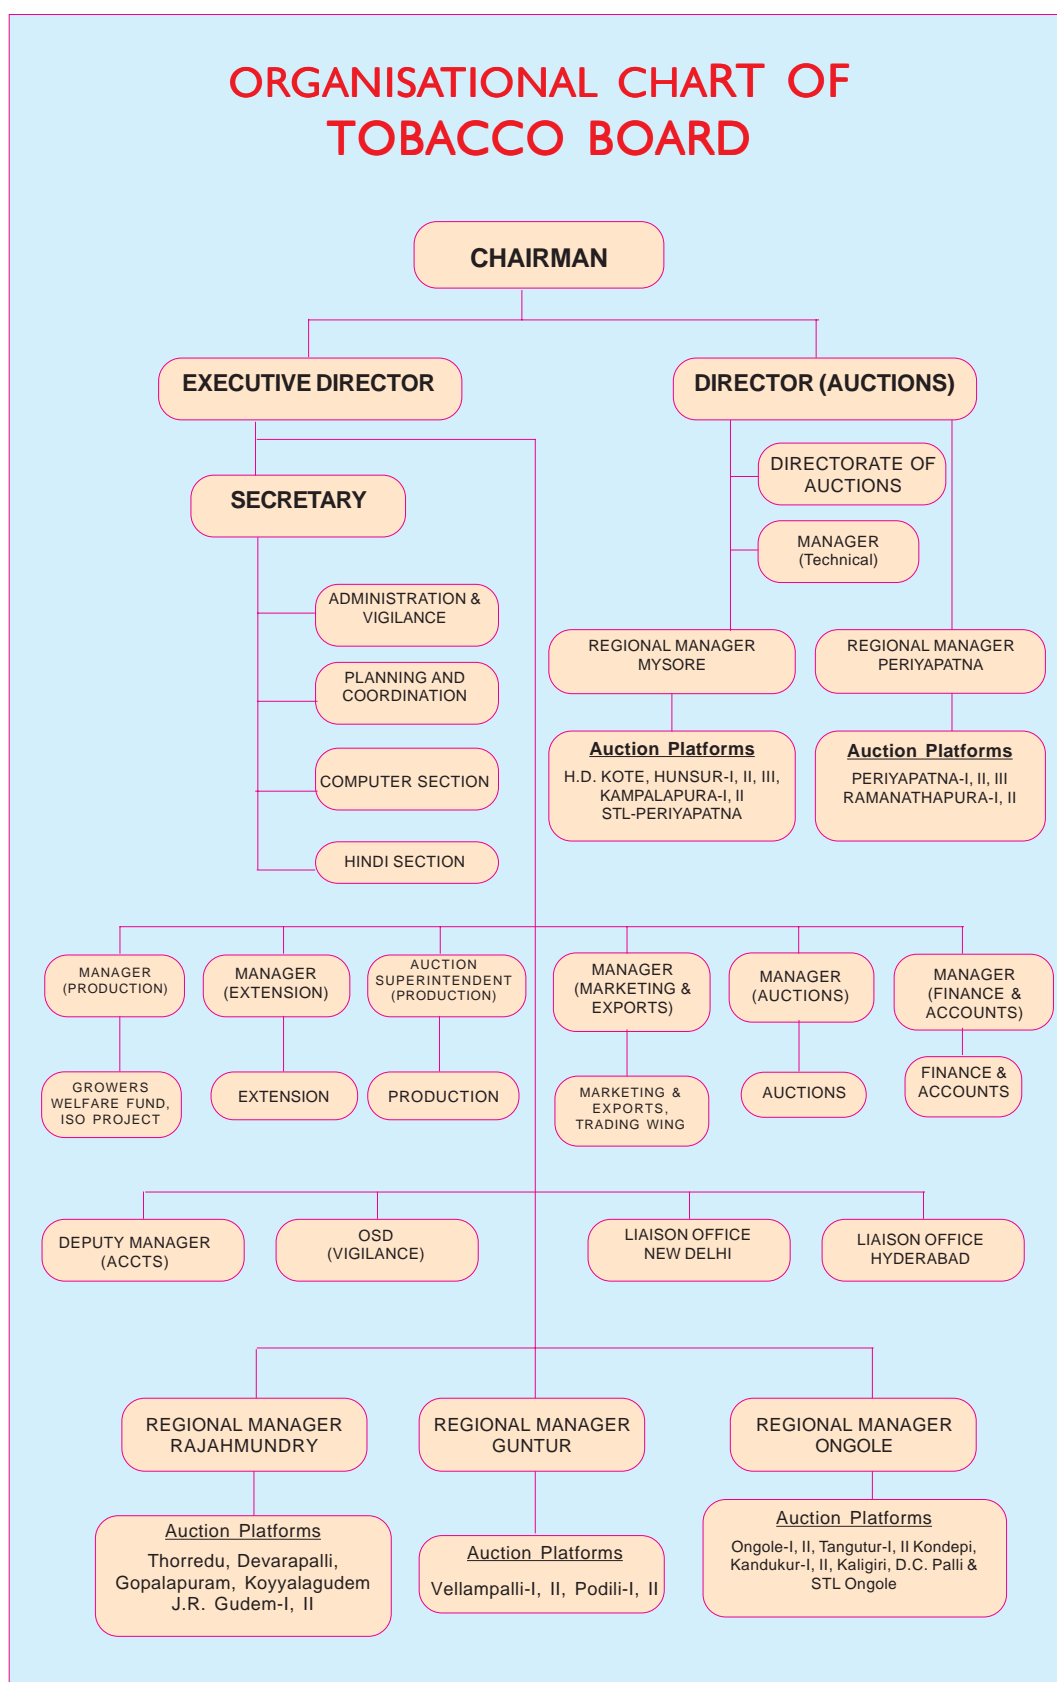 ORGANISATIONAL CHART OF
TOBACCO BOARD
CHAIRMAN
EXECUTIVE DIRECTOR
DIRECTOR (AUCTIONS)
DIRECTORATE OF
AUCTIONS
SECRETARY
MANAGER
(Technical)
ADMINISTRATION &
VIGILANCE
REGIONAL MANAGER
MYSORE
REGIONAL MANAGER
PERIYAPATNA
PLANNING AND
COORDINATION
Auction Platforms
H.D. KOTE, HUNSUR-I, II, III,
KAMPALAPURA-I, II
STL-PERIYAPATNA
Auction Platforms
PERIYAPATNA-I, II, III
RAMANATHAPURA-I, II
COMPUTER SECTION
HINDI SECTION
MANAGER
(PRODUCTION)
MANAGER
(EXTENSION)
AUCTION
SUPERINTENDENT
(PRODUCTION)
MANAGER
(MARKETING &
EXPORTS)
MANAGER
(AUCTIONS)
MANAGER
(FINANCE &
ACCOUNTS)
GROWERS
WELFARE FUND,
ISO PROJECT
EXTENSION
PRODUCTION
MARKETING &
EXPORTS,
TRADING WING
AUCTIONS
FINANCE &
ACCOUNTS
DEPUTY MANAGER
(ACCTS)
OSD
(VIGILANCE)
LIAISON OFFICE
NEW DELHI
LIAISON OFFICE
HYDERABAD
REGIONAL MANAGER
RAJAHMUNDRY
REGIONAL MANAGER
GUNTUR
REGIONAL MANAGER
ONGOLE
Auction Platforms
Thorredu, Devarapalli,
Gopalapuram, Koyyalagudem
J.R. Gudem-I, II
Auction Platforms
Vellampalli-I, II, Podili-I, II
Auction Platforms
Ongole-I, II, Tangutur-I, II Kondepi,
Kandukur-I, II, Kaligiri, D.C. Palli &
STL Ongole